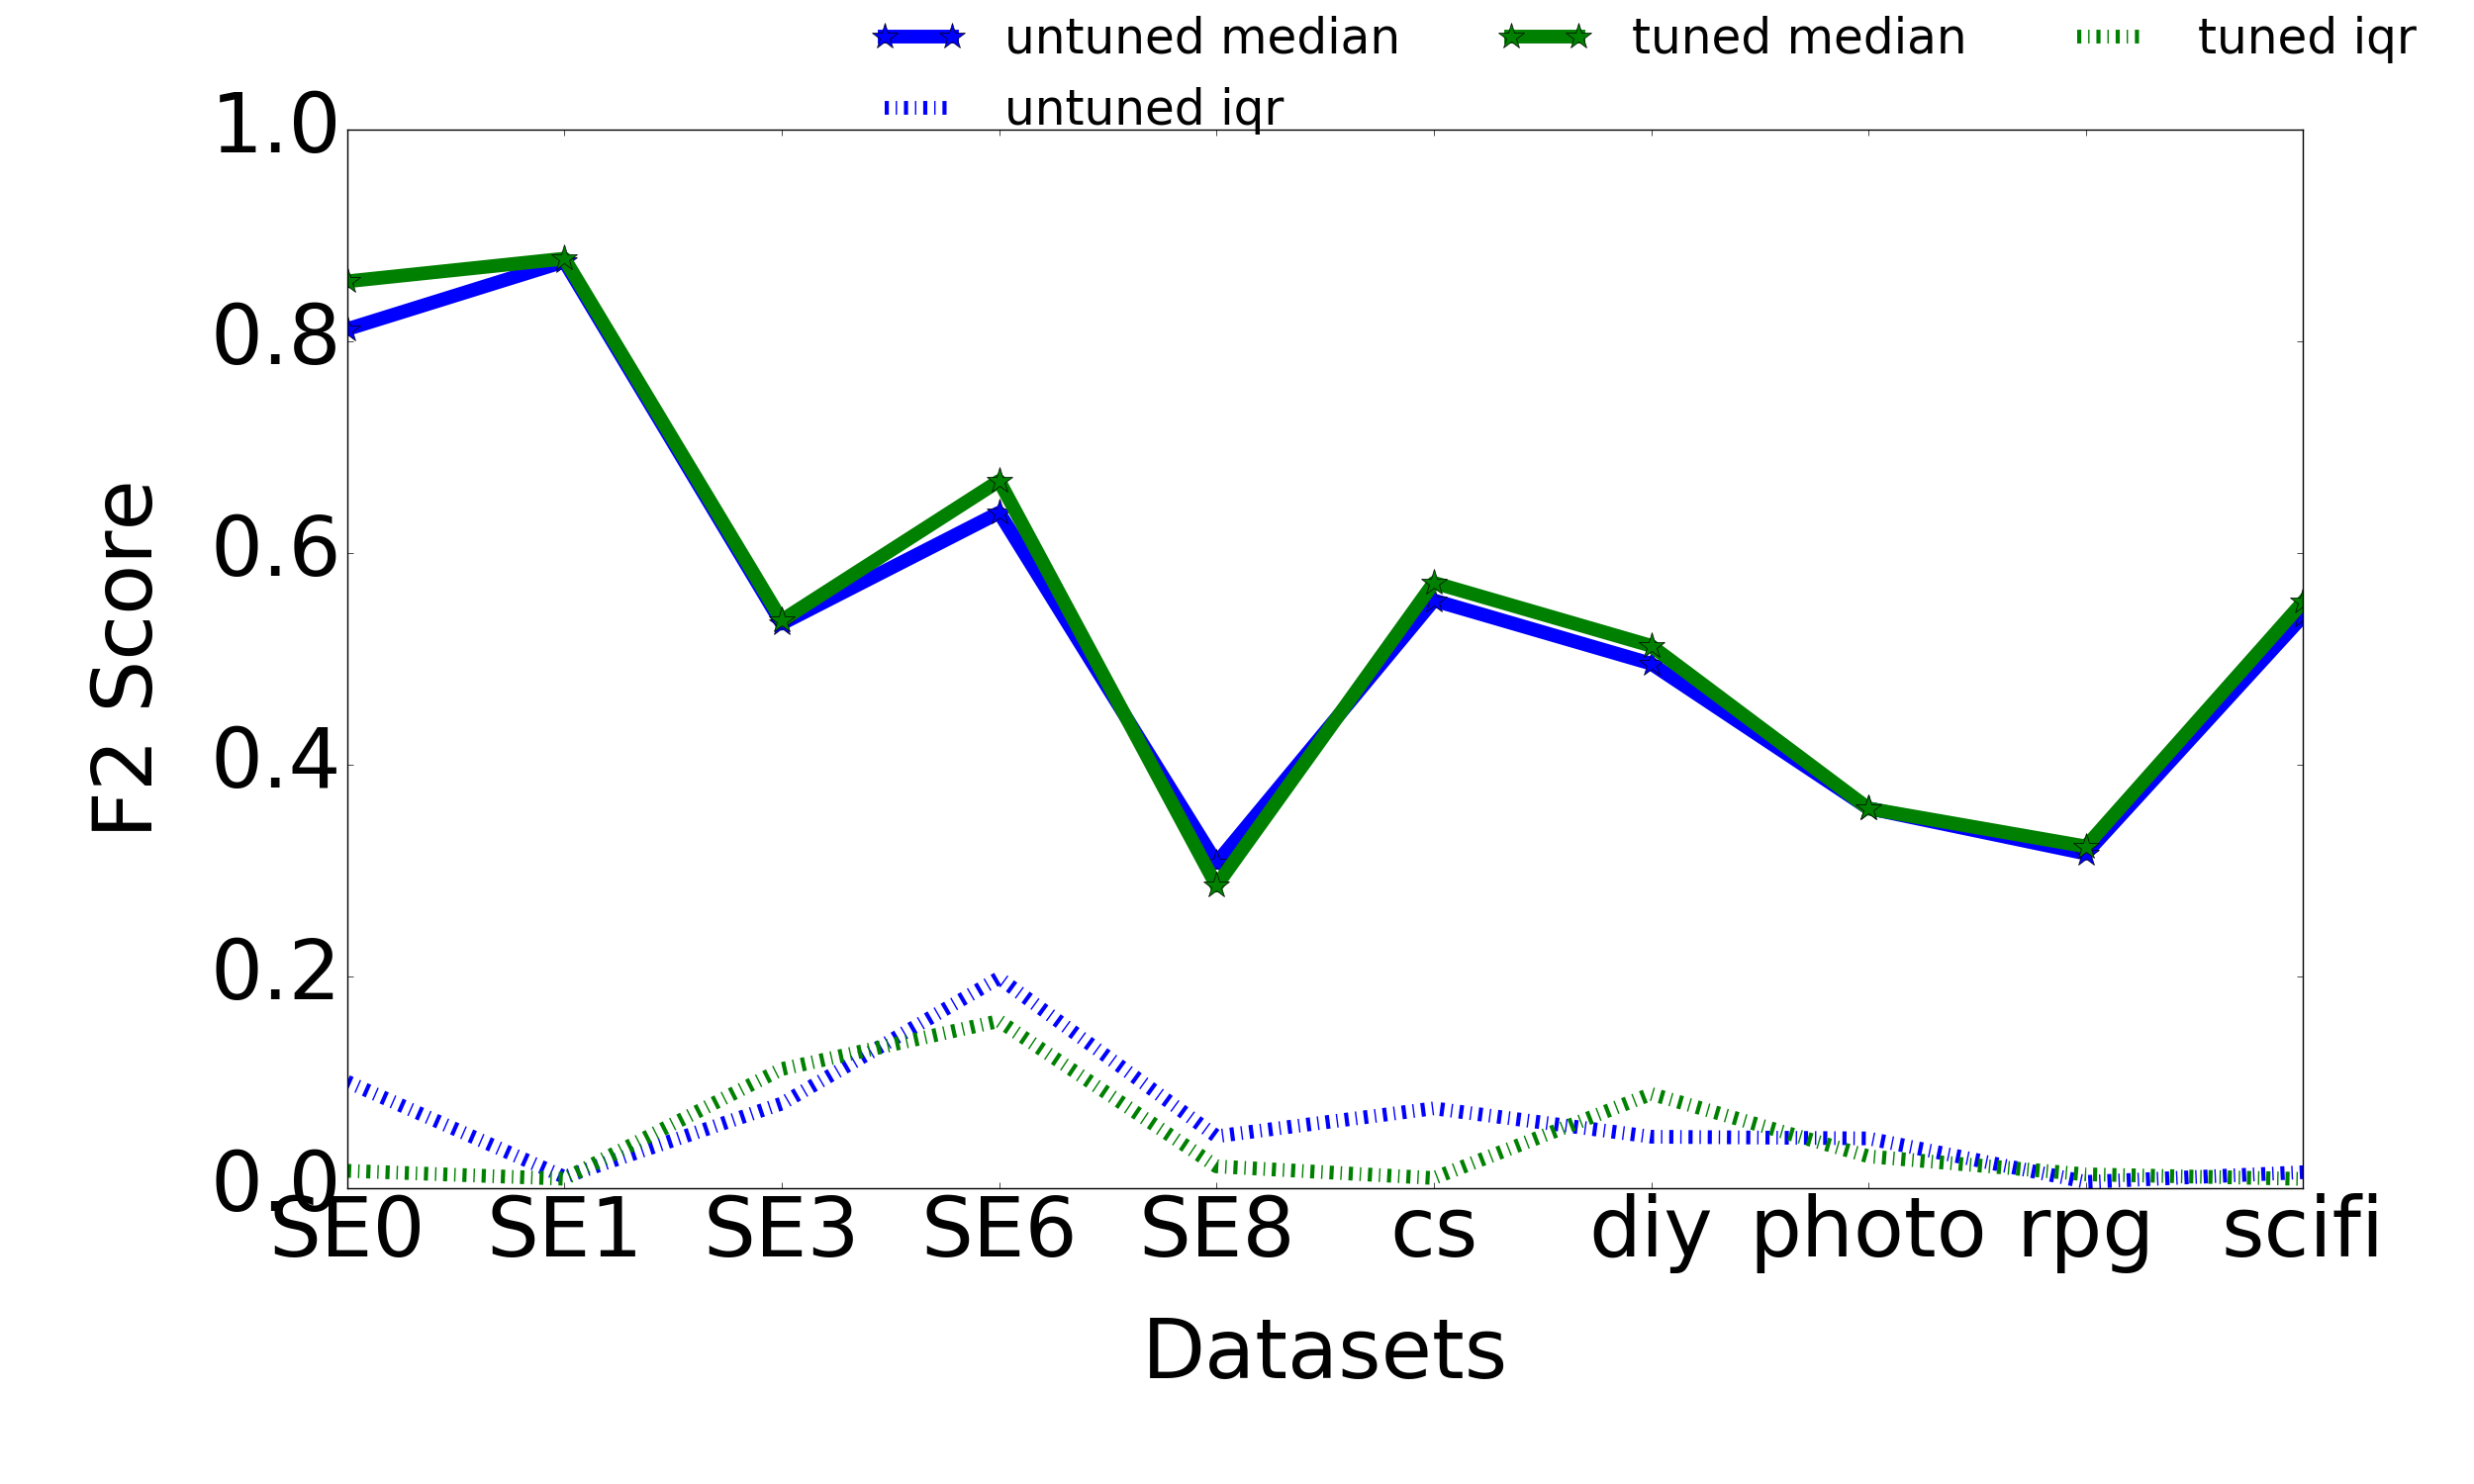 untuned median tuned median tuned iqr
untuned iqr
1.0
0.8
0.6
0.4
0.2
0.0
F2 Score
SE0 SE1 SE3 SE6 SE8 cs diy photo rpg scifi
Datasets